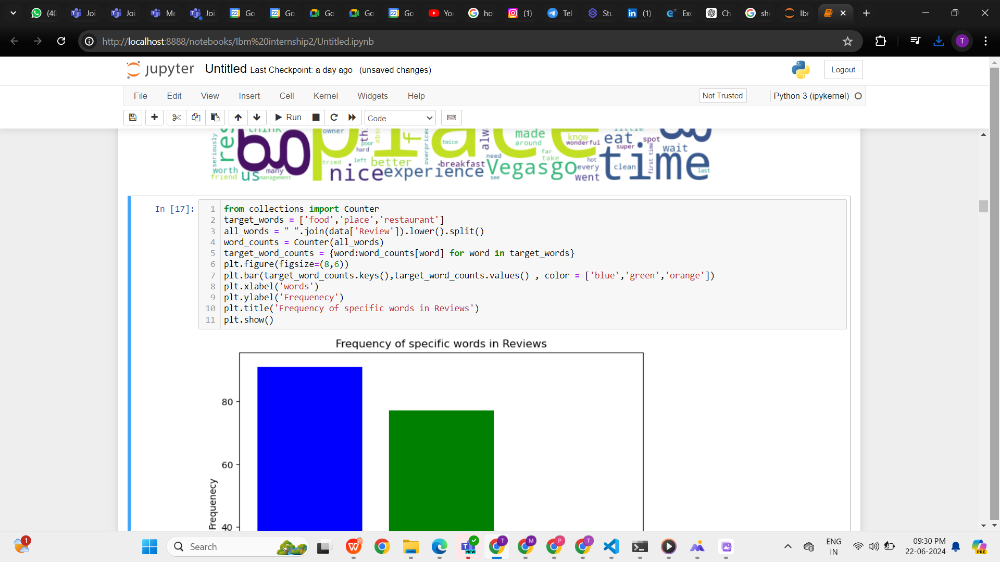 (40
Joi
Joi
Me
Joi
Go
Go
Go
Go
Go
Yo
ho
(1)
Tel
Stu
(1)
Exc
Ch
sh
Ibr
http://localhost:8888/notebooks/Ibm%20internship2/Untitled.ipynb
T
jupyter Untitled Last Checkpoint: a day ago (unsaved changes)
Logout
File Edit View Insert Cell Kernel Widgets Help
Not Trusted
Python 3 (ipykernel)
Run
Code
think
owner
place
made
know
little
seriously
poor
hard
twice
overpriced
around
wonderful
eat
spot
super
wait
time
first time
far
take
need
left
tried
better
breakfast
hot
every
clean
last
worth
many
friend
us
management
nice
experience
Vegas
go
see
went
In [17]:
1 from collections import Counter
2 target_words = ['food','place','restaurant']
3 all_words = " ".join(data['Review']).lower().split()
4 word_counts = Counter(all_words)
5 target_word_counts = {word:word_counts[word] for word in target_words}
6 plt.figure(figsize=(8,6))
7 plt.bar(target_word_counts.keys(),target_word_counts.values() , color = ['blue','green','orange'])
8 plt.xlabel('words')
9 plt.ylabel('Frequenecy')
10 plt.title('Frequency of specific words in Reviews')
11 plt.show()
Frequency of specific words in Reviews
80
60
40
Frequenecy
1
Search
NEW
T
M
P
T
ENG
IN
09:30 PM
22-06-2024
PRE